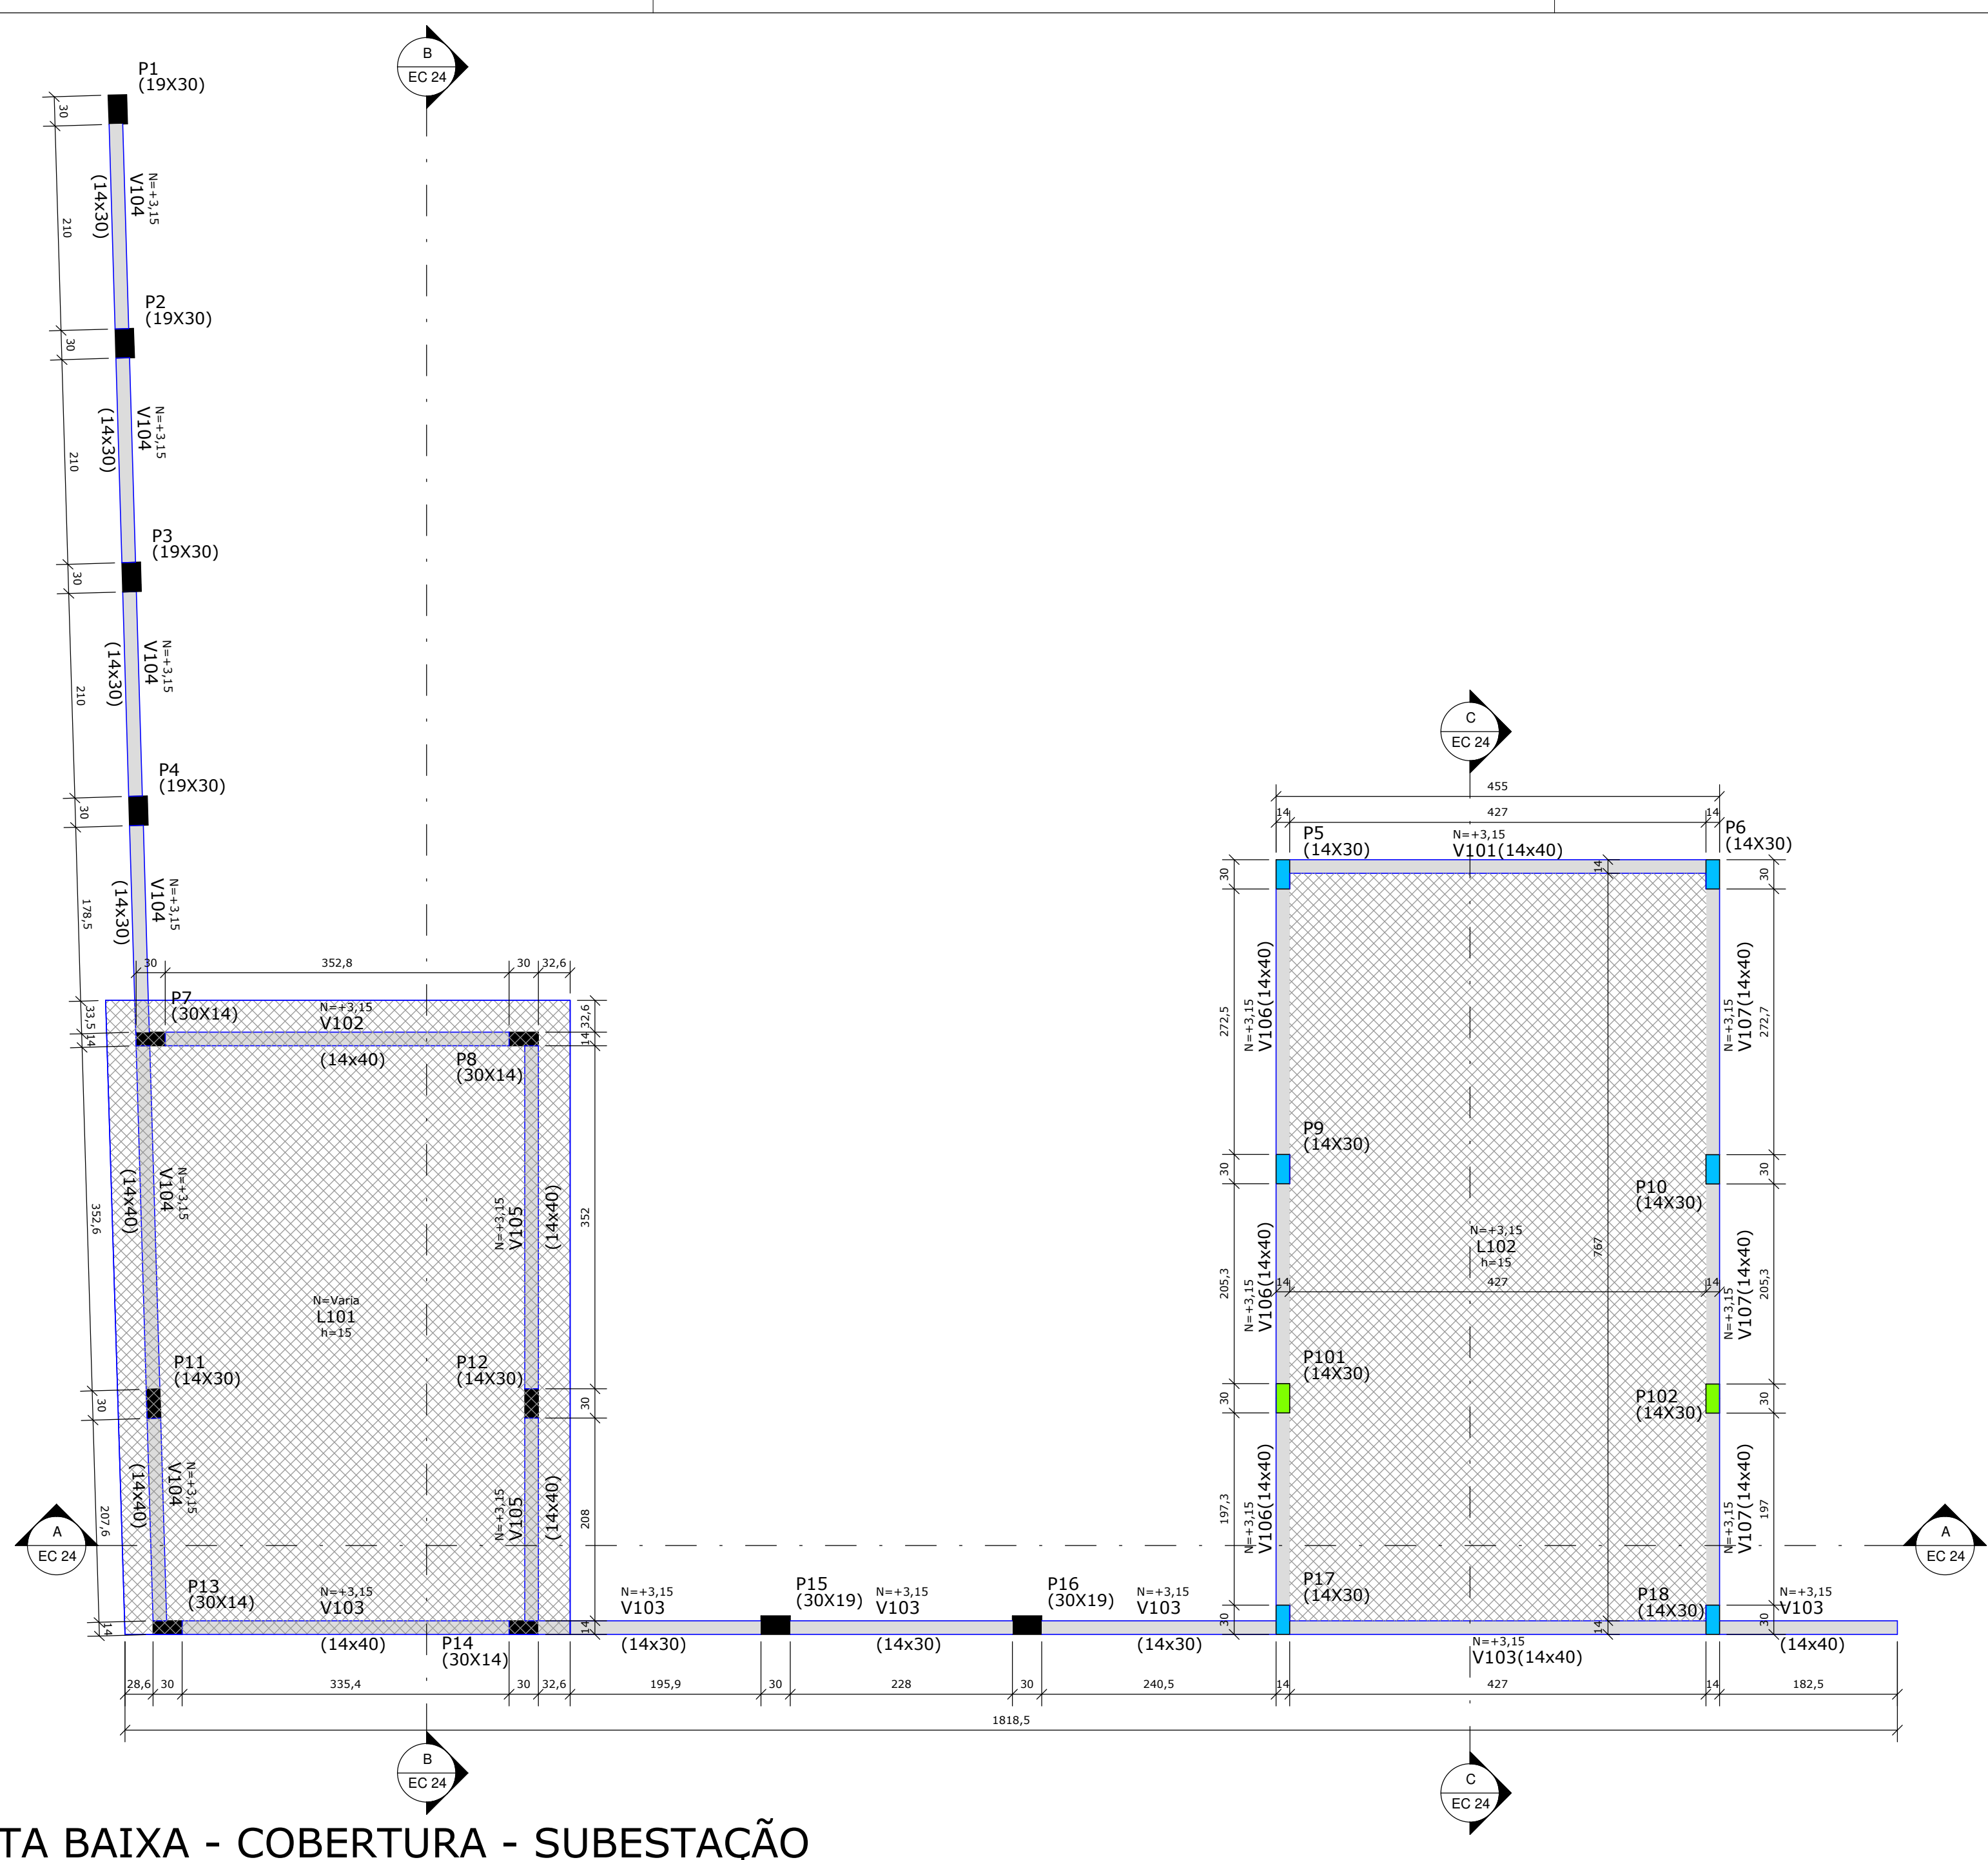 B
EC 24
P1
(19X30)
30
N=+3,15
V104
(14x30)
210
P2
(19X30)
30
N=+3,15
V104
(14x30)
210
P3
(19X30)
30
N=+3,15
V104
(14x30)
210
P4
(19X30)
30
N=+3,15
V104
(14x30)
178,5
30
352,8
30
32,6
P7
(30X14)
N=+3,15
V102
(14x40)
P8
(30X14)
33,5
14
32,6
14
N=+3,15
V104
(14x40)
352,6
N=+3,15
V105
(14x40)
352
N=Varia
L101
h=15
P11
(14X30)
P12
(14X30)
30
30
N=+3,15
V104
(14x40)
207,6
N=+3,15
V105
(14x40)
208
A
EC 24
P13
(30X14)
14
N=+3,15
V103
(14x40)
P14
(30X14)
14
N=+3,15
V103
(14x30)
P15
(30X19)
N=+3,15
V103
(14x30)
P16
(30X19)
N=+3,15
V103
(14x30)
C
EC 24
455
14
427
14
P5
(14X30)
N=+3,15
V101(14x40)
P6
(14X30)
30
14
30
272,5
N=+3,15
V106(14x40)
N=+3,15
V107(14x40)
272,7
P9
(14X30)
30
P10
(14X30)
30
N=+3,15
L102
h=15
767
14
427
14
205,3
N=+3,15
V106(14x40)
N=+3,15
V107(14x40)
205,3
P101
(14X30)
30
P102
(14X30)
30
197,3
N=+3,15
V106(14x40)
N=+3,15
V107(14x40)
197
A
EC 24
P17
(14X30)
30
14
P18
(14X30)
30
N=+3,15
V103(14x40)
N=+3,15
V103
(14x40)
28,6
30
335,4
30
32,6
195,9
30
228
30
240,5
14
427
14
182,5
1818,5
B
EC 24
C
EC 24
TA BAIXA - COBERTURA - SUBESTAÇÃO